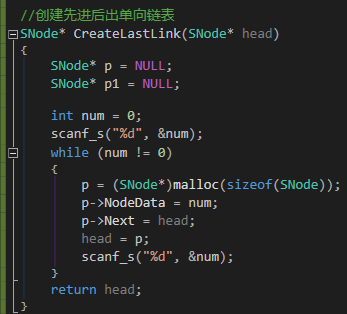 //创建先进后出单向链表
SNode* CreateLastLink(SNode* head)
{
    SNode* p = NULL;
    SNode* p1 = NULL;

    int num = 0;
    scanf_s("%d", &num);
    while (num != 0)
    {
        p = (SNode*)malloc(sizeof(SNode));
        p->NodeData = num;
        p->Next = head;
        head = p;
        scanf_s("%d", &num);
    }
    return head;
}